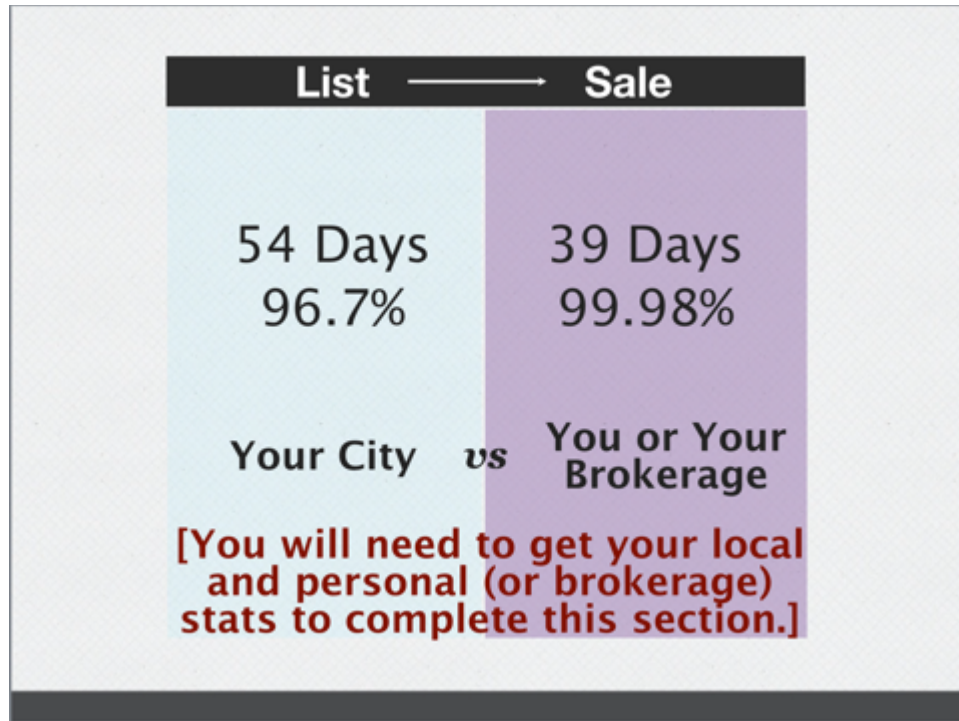 List → Sale
54 Days
96.7%
39 Days
99.98%
Your City vs You or Your
Brokerage
[You will need to get your local
and personal (or brokerage)
stats to complete this section.]